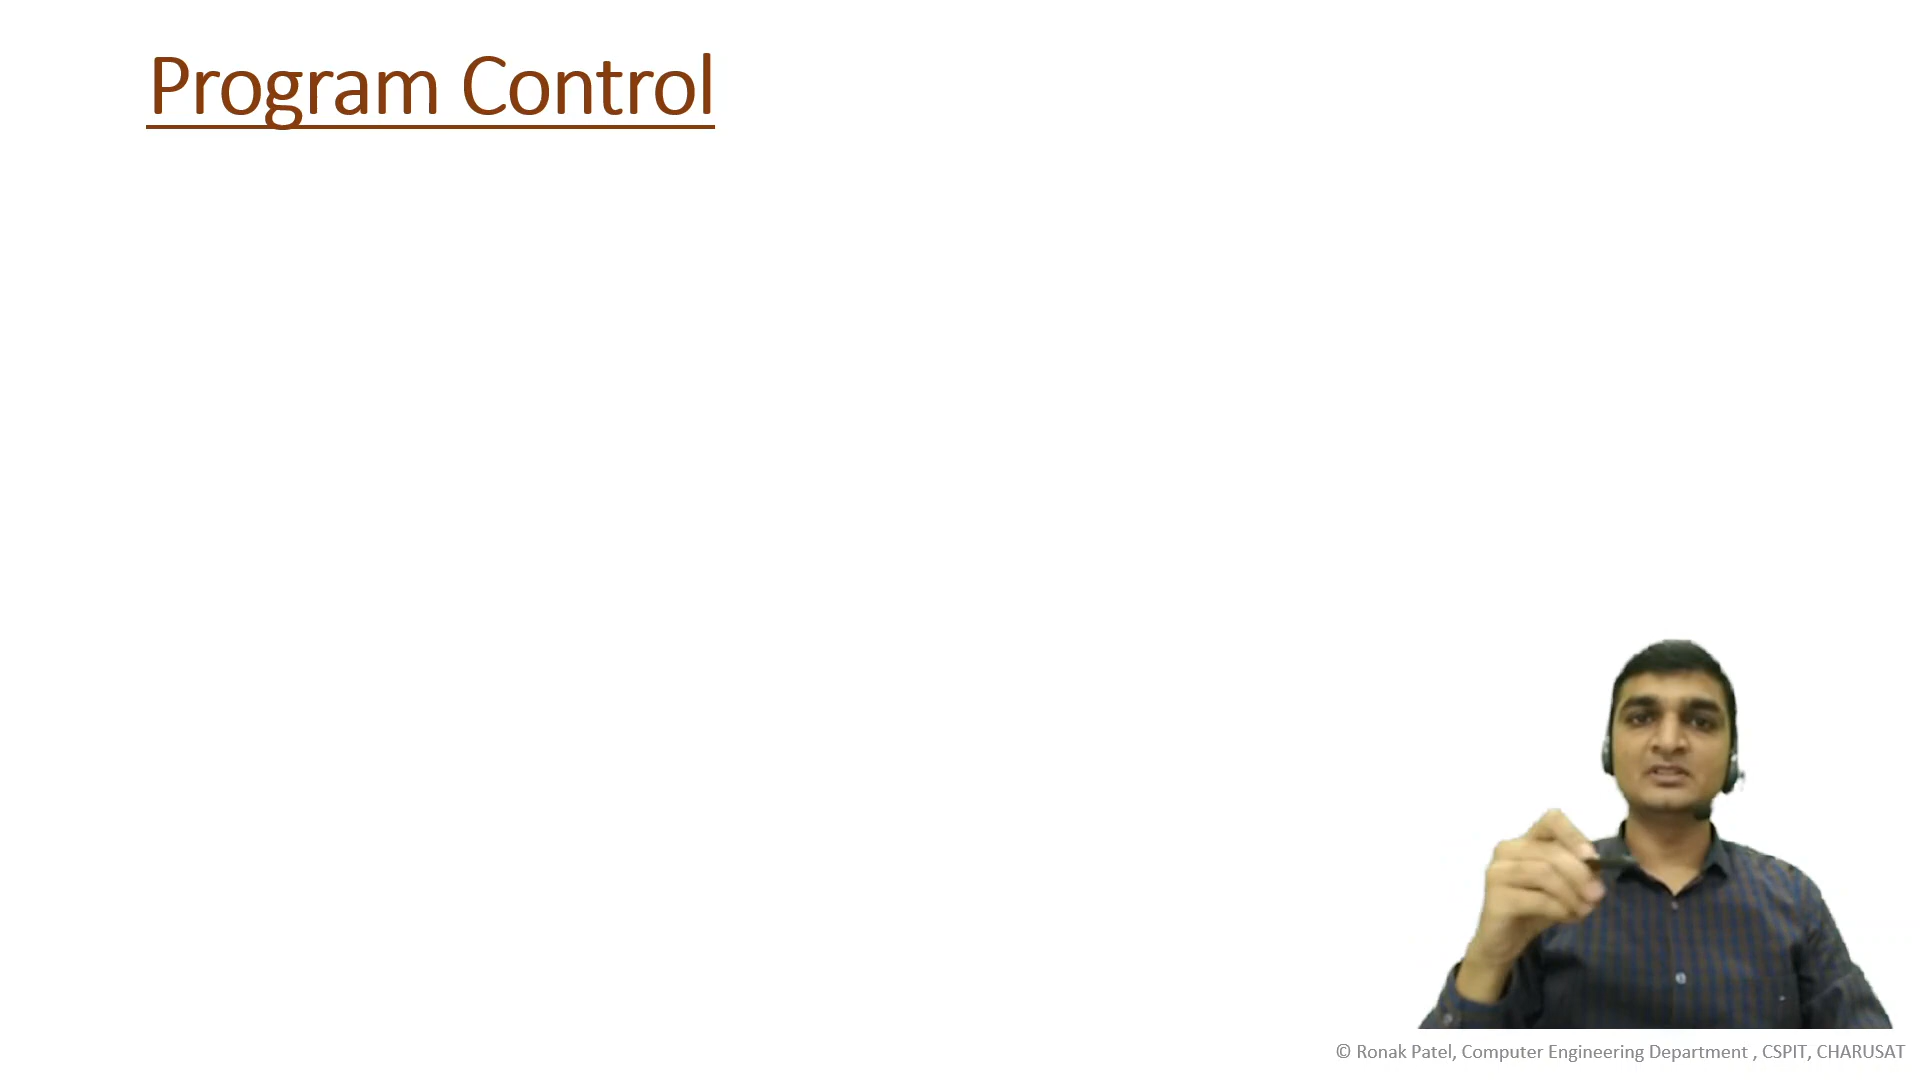 Program Control
© Ronak Patel, Computer Engineering Department , CSPIT, CHARUSAT